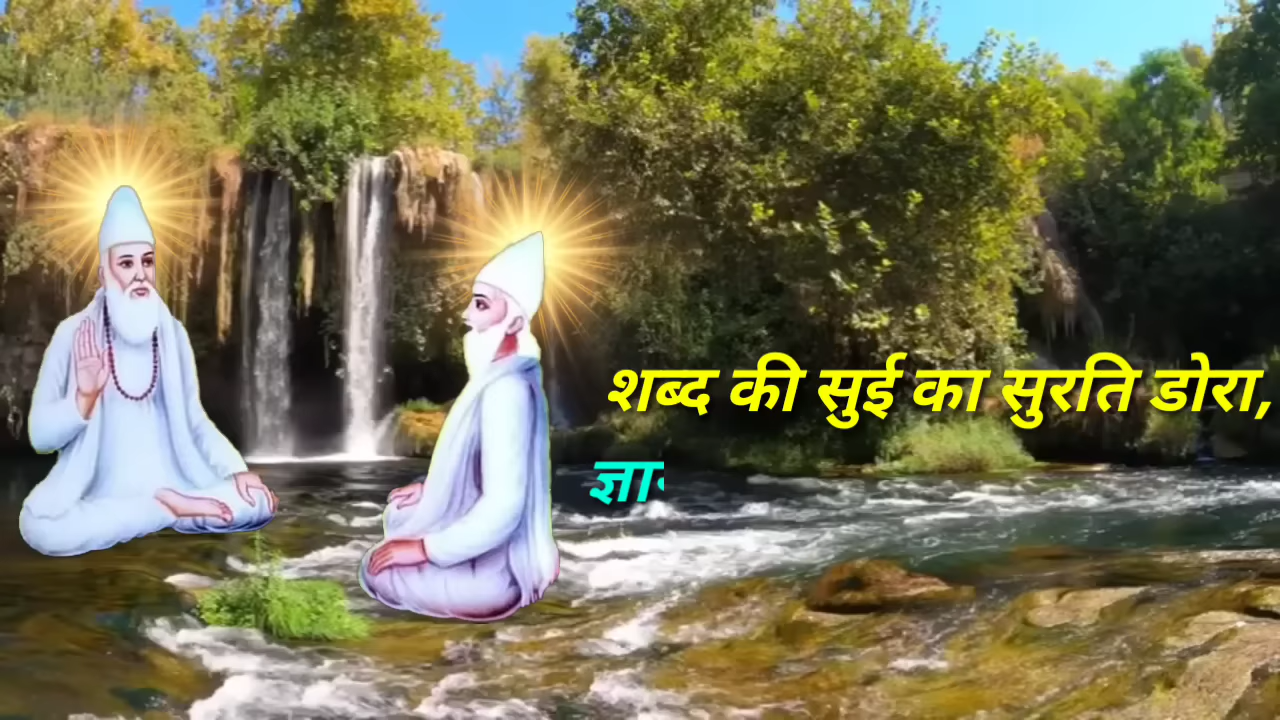 शब्द की सुई का सुरति डोरा,